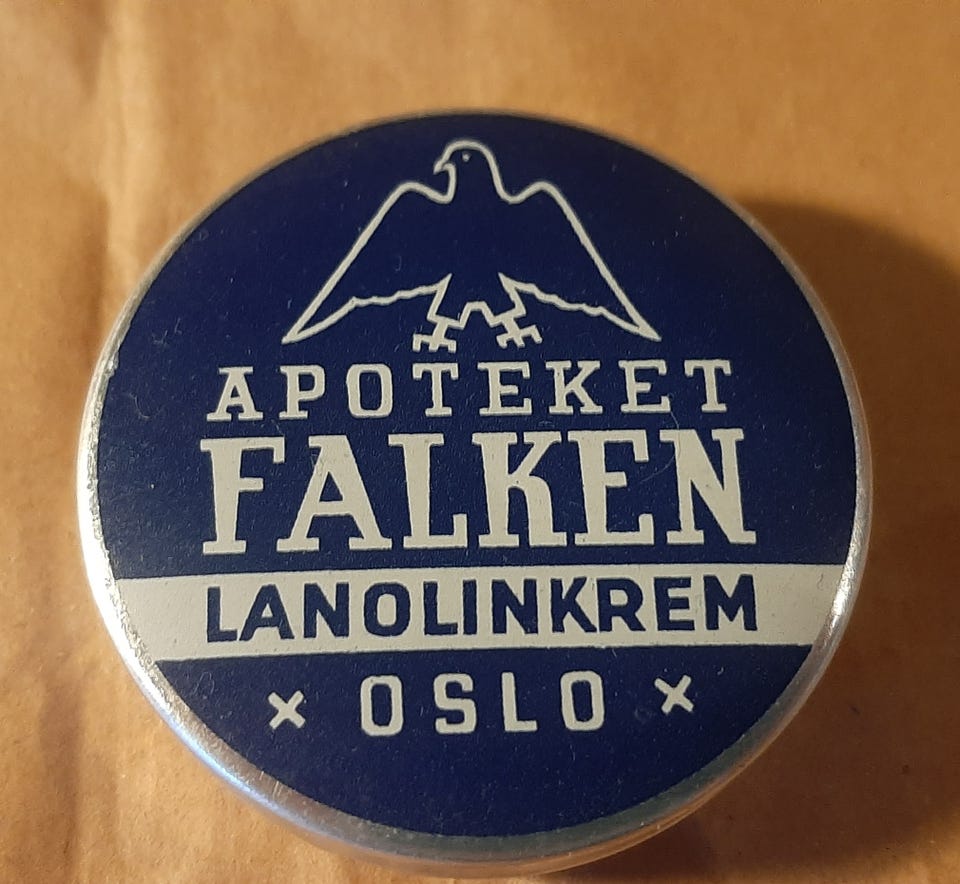 APOTEKET
FALKEN
LANOLINKREM
× OSLO ×